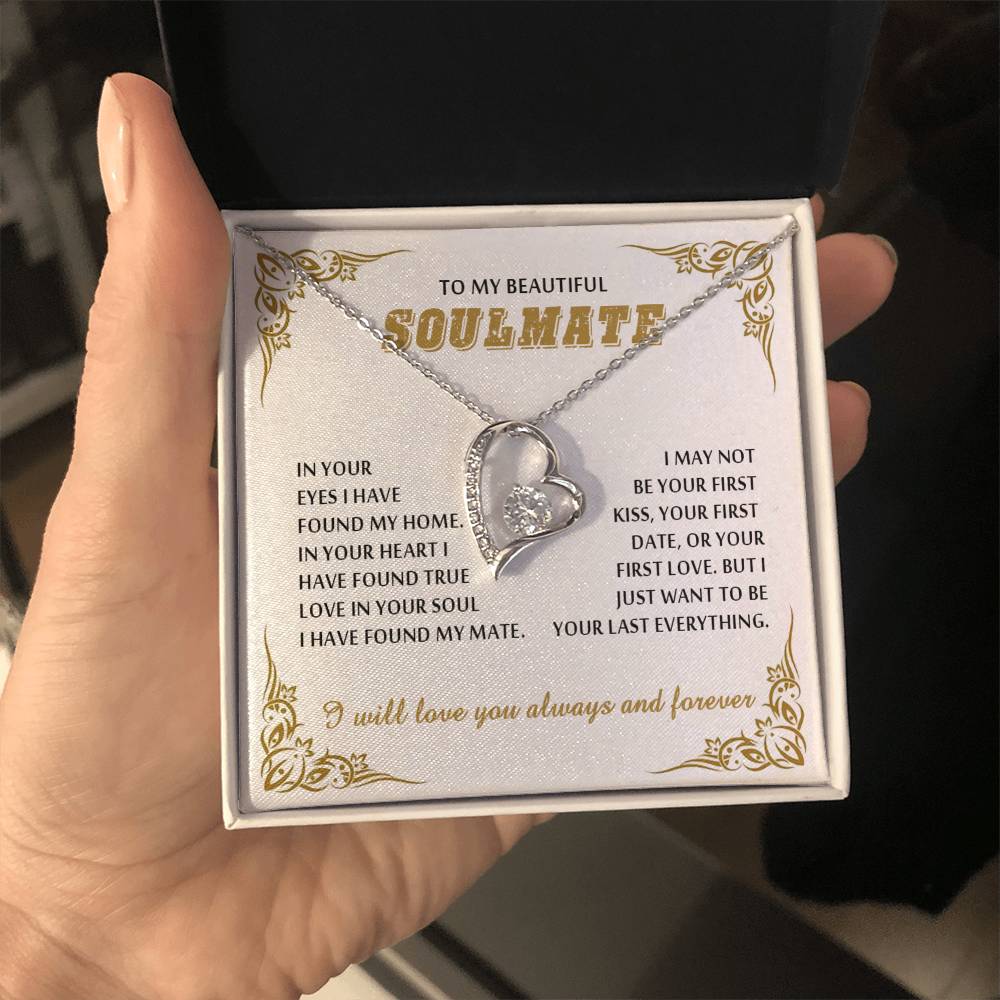 TO MY BEAUTIFUL
SOULMATE
IN YOUR
EYES I HAVE
FOUND MY HOME.
IN YOUR HEART I
HAVE FOUND TRUE
LOVE IN YOUR SOUL
I HAVE FOUND MY MATE.
I MAY NOT
BE YOUR FIRST
KISS, YOUR FIRST
DATE, OR YOUR
FIRST LOVE. BUT I
JUST WANT TO BE
YOUR LAST EVERYTHING.
I will love you always and forever